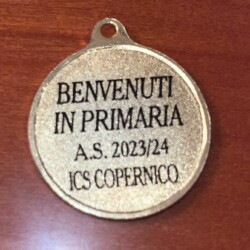 BENVENUTI
IN PRIMARIA
A.S. 2023/24
ICS COPERNICO